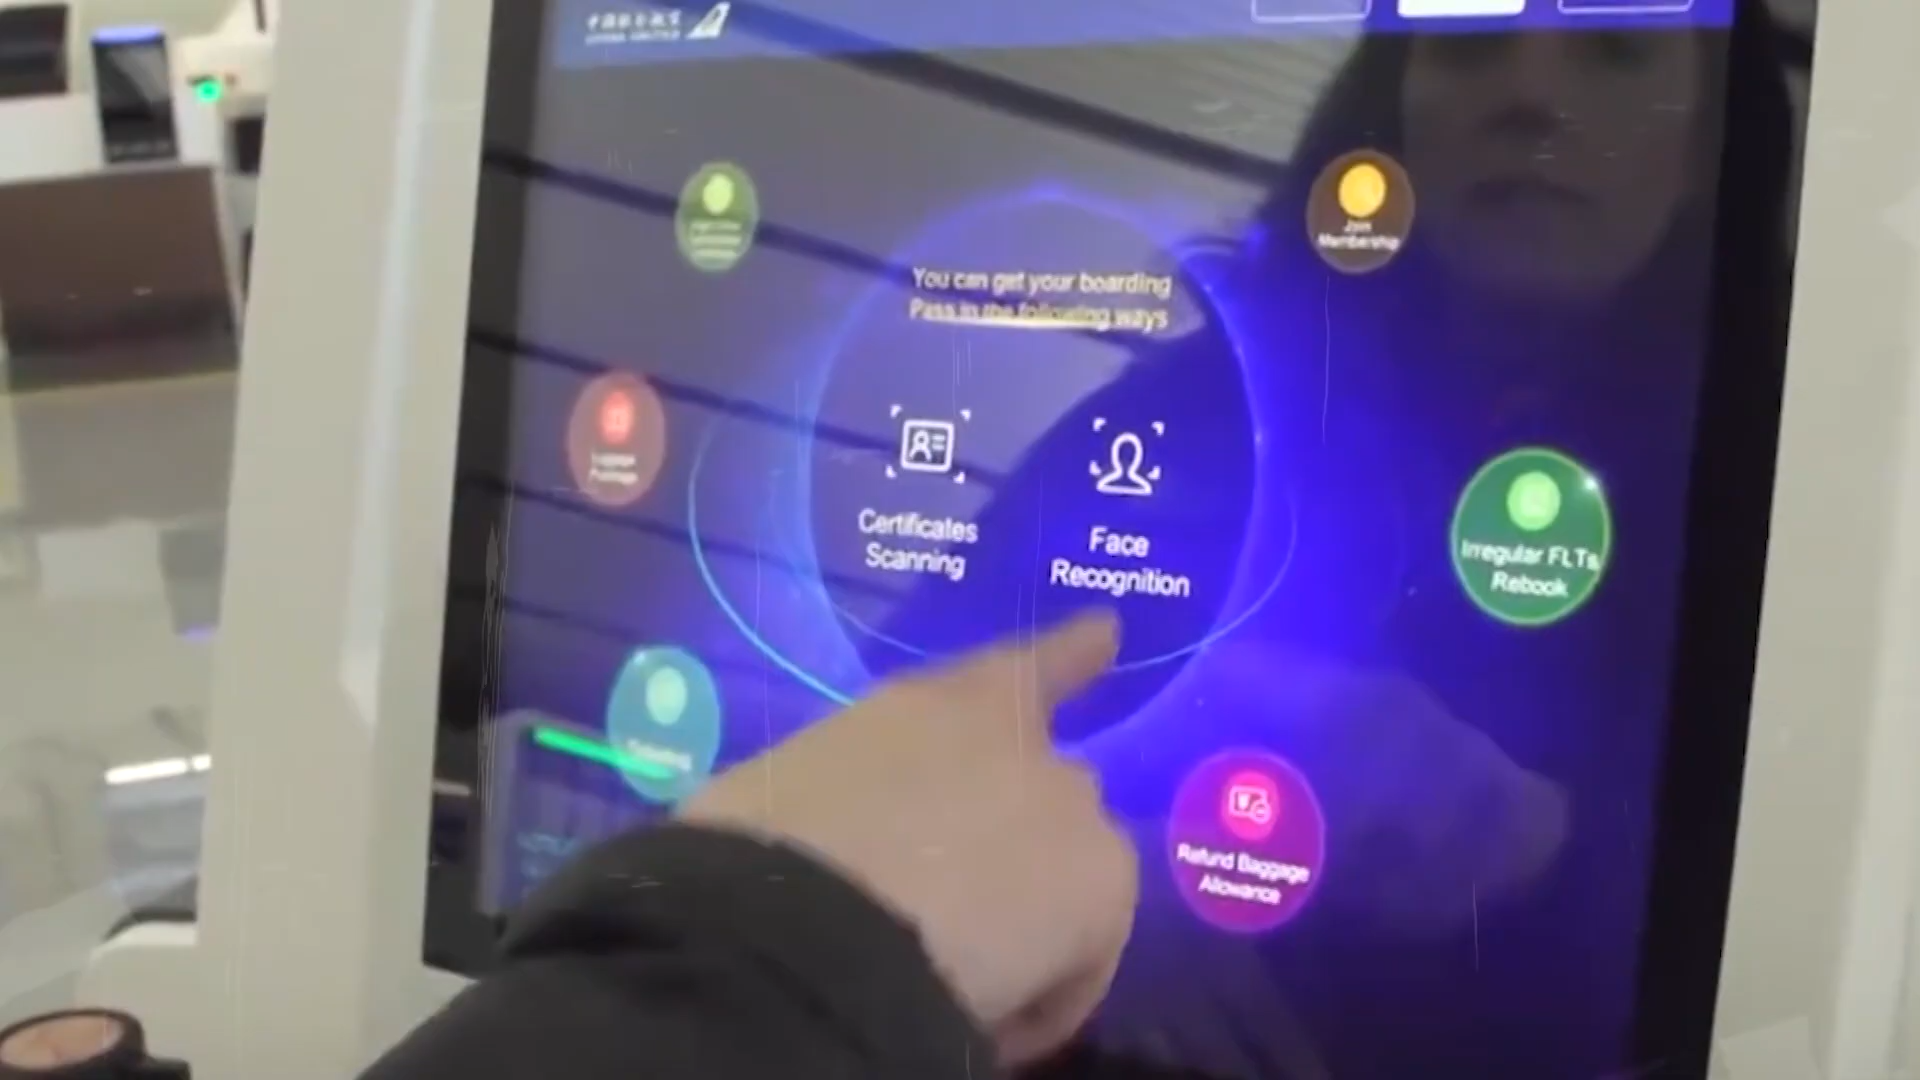 Join
Membership
You can get your boarding
Pass in the following ways
Certificates
Scanning
Face
Recognition
Irregular FLTs
Rebook
Refund Baggage
Allowance